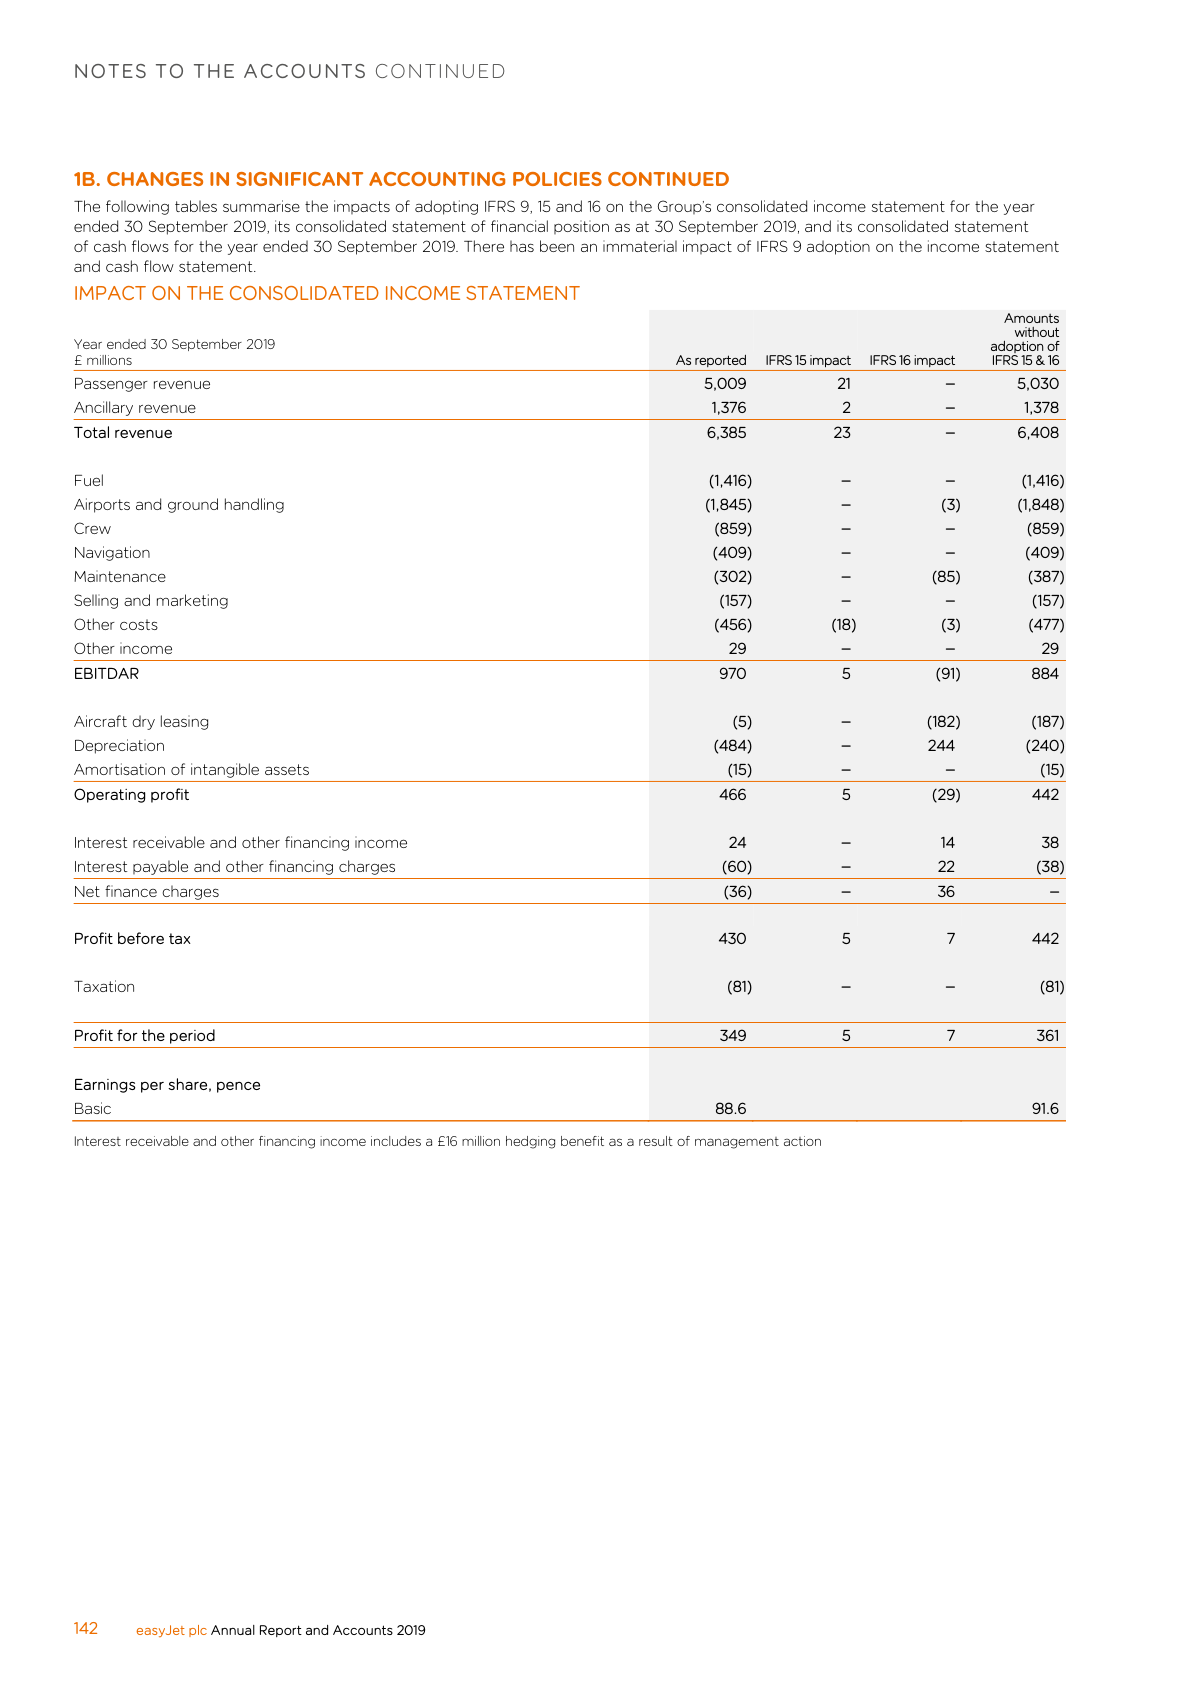 NOTES TO THE ACCOUNTS CONTINUED
1B. CHANGES IN SIGNIFICANT ACCOUNTING POLICIES CONTINUED
The following tables summarise the impacts of adopting IFRS 9, 15 and 16 on the Group's consolidated income statement for the year
ended 30 September 2019, its consolidated statement of financial position as at 30 September 2019, and its consolidated statement
of cash flows for the year ended 30 September 2019. There has been an immaterial impact of IFRS 9 adoption on the income statement
and cash flow statement.
IMPACT ON THE CONSOLIDATED INCOME STATEMENT
Year ended 30 September 2019
£ millions As reported IFRS 15 impact IFRS 16 impact Amounts without adoption of IFRS 15 & 16
Passenger revenue 5,009 21 – 5,030
Ancillary revenue 1,376 2 – 1,378
Total revenue 6,385 23 – 6,408
Fuel (1,416) – – (1,416)
Airports and ground handling (1,845) – (3) (1,848)
Crew (859) – – (859)
Navigation (409) – – (409)
Maintenance (302) – (85) (387)
Selling and marketing (157) – – (157)
Other costs (456) (18) (3) (477)
Other income 29 – – 29
EBITDAR 970 5 (91) 884
Aircraft dry leasing (5) – (182) (187)
Depreciation (484) – 244 (240)
Amortisation of intangible assets (15) – – (15)
Operating profit 466 5 (29) 442
Interest receivable and other financing income 24 – 14 38
Interest payable and other financing charges (60) – 22 (38)
Net finance charges (36) – 36 –
Profit before tax 430 5 7 442
Taxation (81) – – (81)
Profit for the period 349 5 7 361
Earnings per share, pence
Basic 88.6 91.6
Interest receivable and other financing income includes a £16 million hedging benefit as a result of management action
142 easyJet plc Annual Report and Accounts 2019